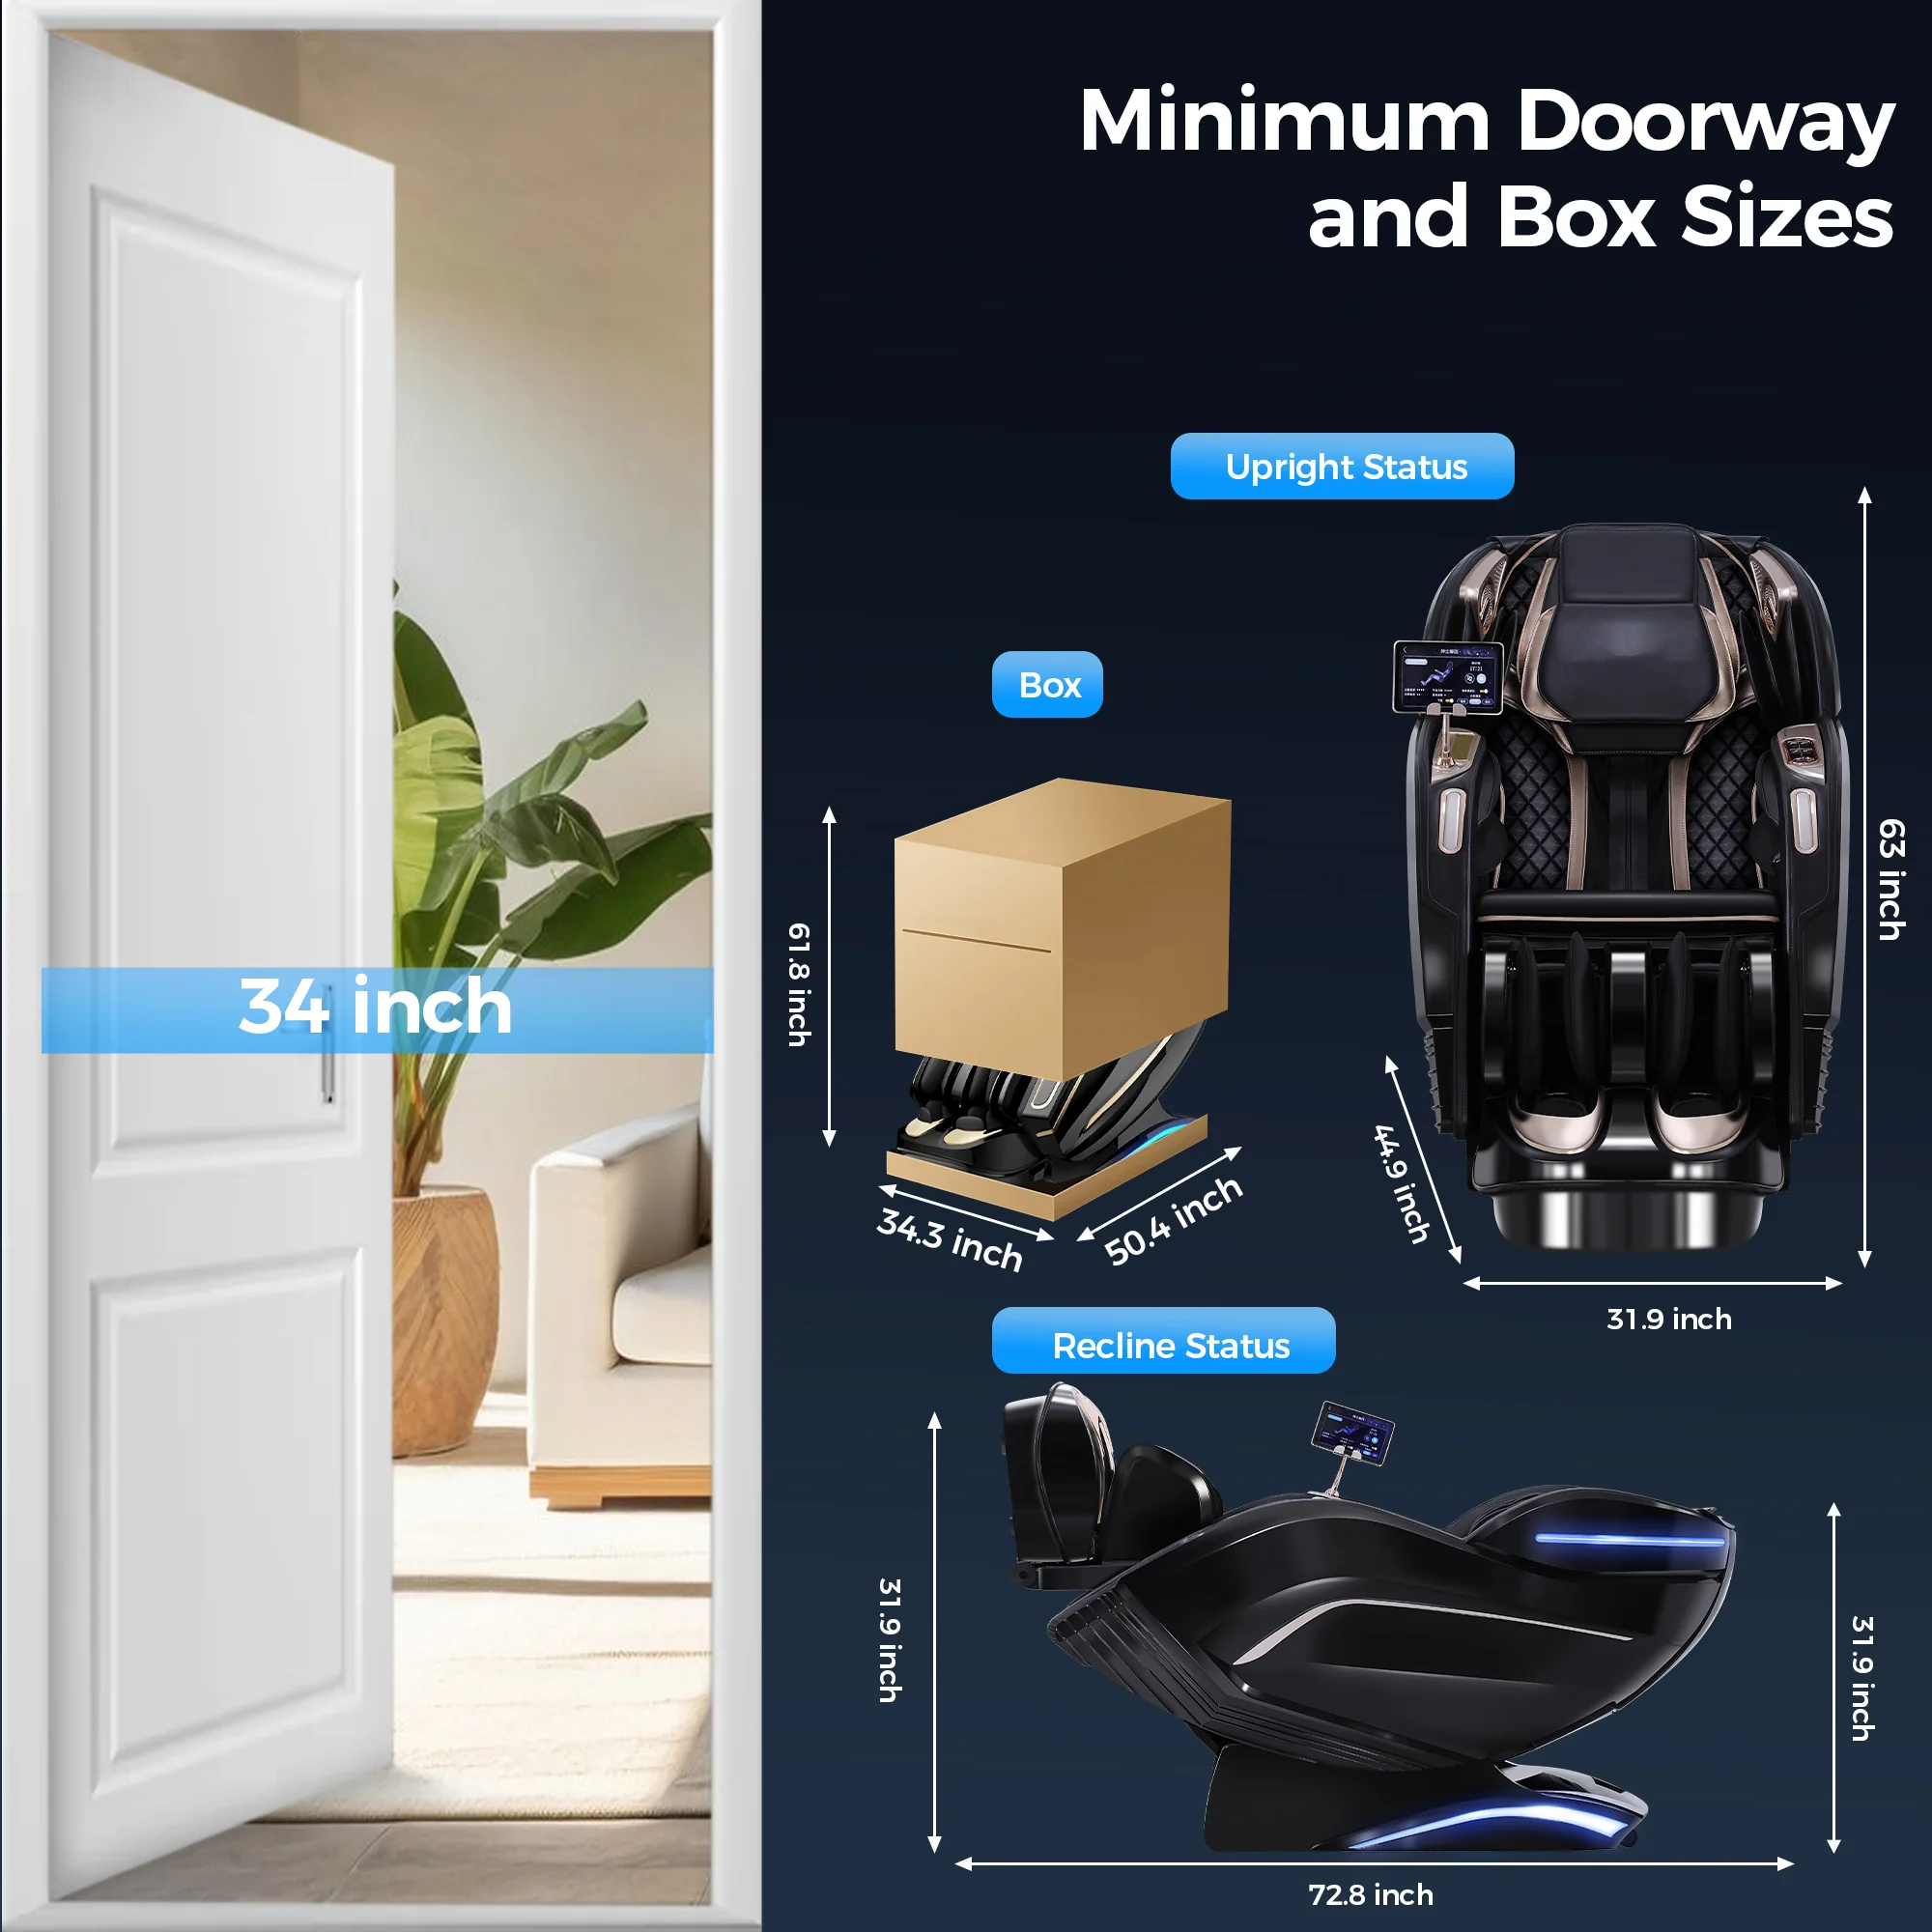 Minimum Doorway
and Box Sizes
Upright Status
Box
34 inch
61.8 inch
34.3 inch
50.4 inch
63 inch
44.9 inch
31.9 inch
Recline Status
31.9 inch
31.9 inch
72.8 inch